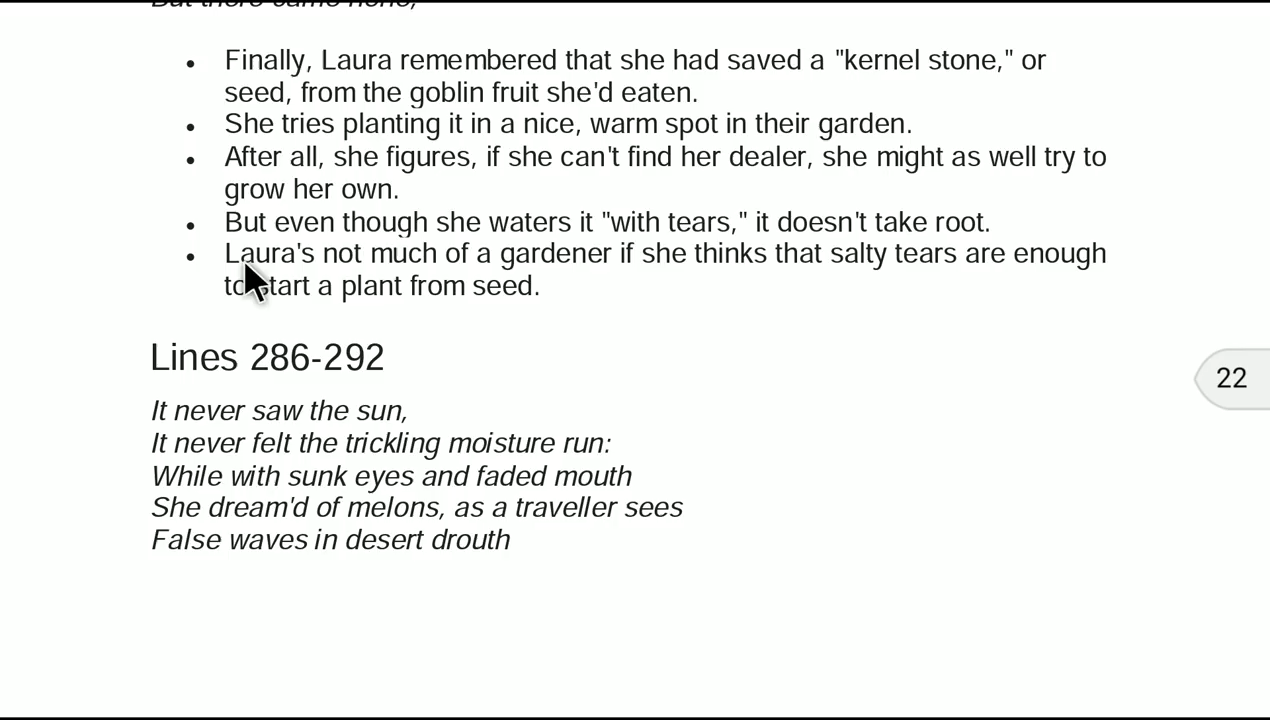 But there came none;
• Finally, Laura remembered that she had saved a "kernel stone," or
seed, from the goblin fruit she'd eaten.
• She tries planting it in a nice, warm spot in their garden.
• After all, she figures, if she can't find her dealer, she might as well try to
grow her own.
• But even though she waters it "with tears," it doesn't take root.
• Laura's not much of a gardener if she thinks that salty tears are enough
to start a plant from seed.
Lines 286-292
22
It never saw the sun,
It never felt the trickling moisture run:
While with sunk eyes and faded mouth
She dream'd of melons, as a traveller sees
False waves in desert drouth